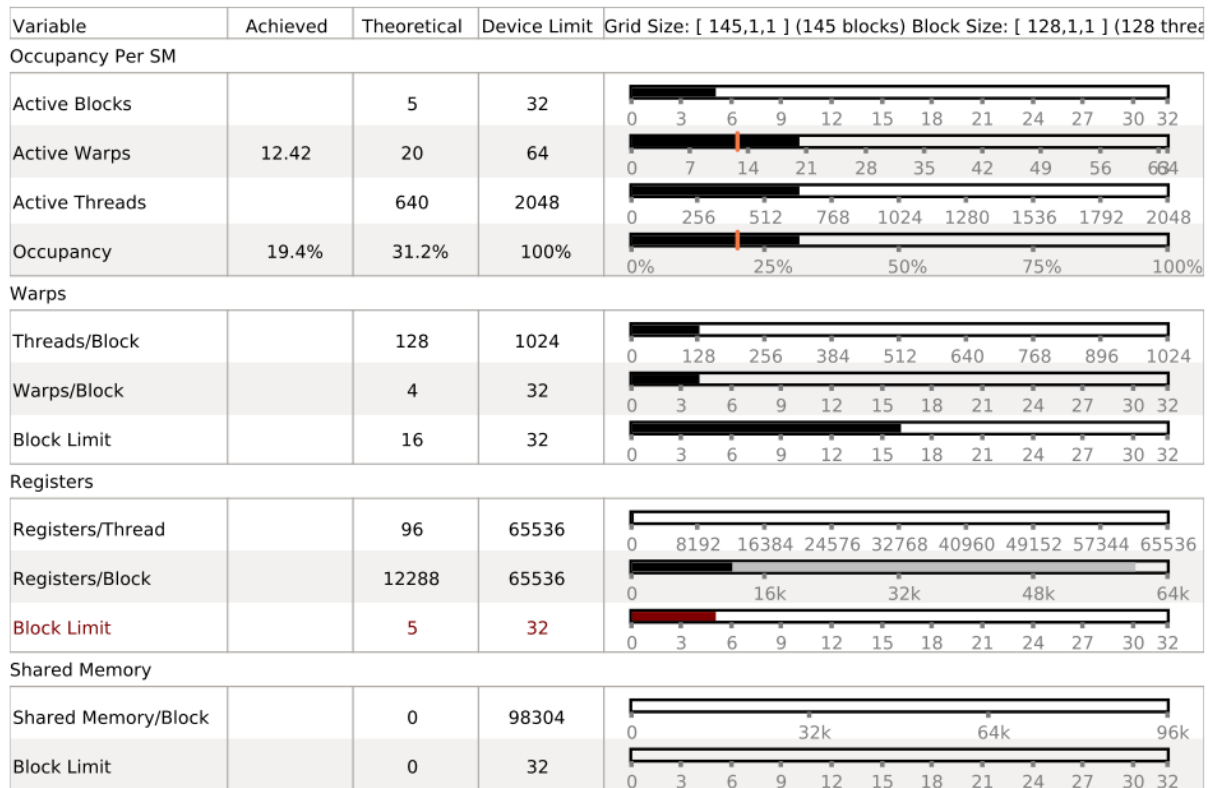 Variable Achieved Theoretical Device Limit Grid Size: [ 145,1,1 ] (145 blocks) Block Size: [ 128,1,1 ] (128 threa
Occupancy Per SM
Active Blocks 5 32
0 3 6 9 12 15 18 21 24 27 30 32
Active Warps 12.42 20 64
0 7 14 21 28 35 42 49 56 63 64
Active Threads 640 2048
0 256 512 768 1024 1280 1536 1792 2048
Occupancy 19.4% 31.2% 100%
0% 25% 50% 75% 100%
Warps
Threads/Block 128 1024
0 128 256 384 512 640 768 896 1024
Warps/Block 4 32
0 3 6 9 12 15 18 21 24 27 30 32
Block Limit 16 32
0 3 6 9 12 15 18 21 24 27 30 32
Registers
Registers/Thread 96 65536
0 8192 16384 24576 32768 40960 49152 57344 65536
Registers/Block 12288 65536
0 16k 32k 48k 64k
Block Limit 5 32
0 3 6 9 12 15 18 21 24 27 30 32
Shared Memory
Shared Memory/Block 0 98304
0 32k 64k 96k
Block Limit 0 32
0 3 6 9 12 15 18 21 24 27 30 32